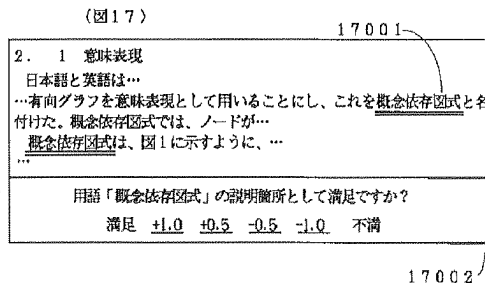 (図17)
17001
2. 1 意味表現
日本語と英語は…
…有向グラフを意味表現として用いることにし、これを概念依存図式と名
付けた。概念依存図式では、ノードが…
概念依存図式は、図1に示すように、…
…
用語「概念依存図式」の説明箇所として満足ですか?
満足 +1.0 +0.5 -0.5 -1.0 不満
17002